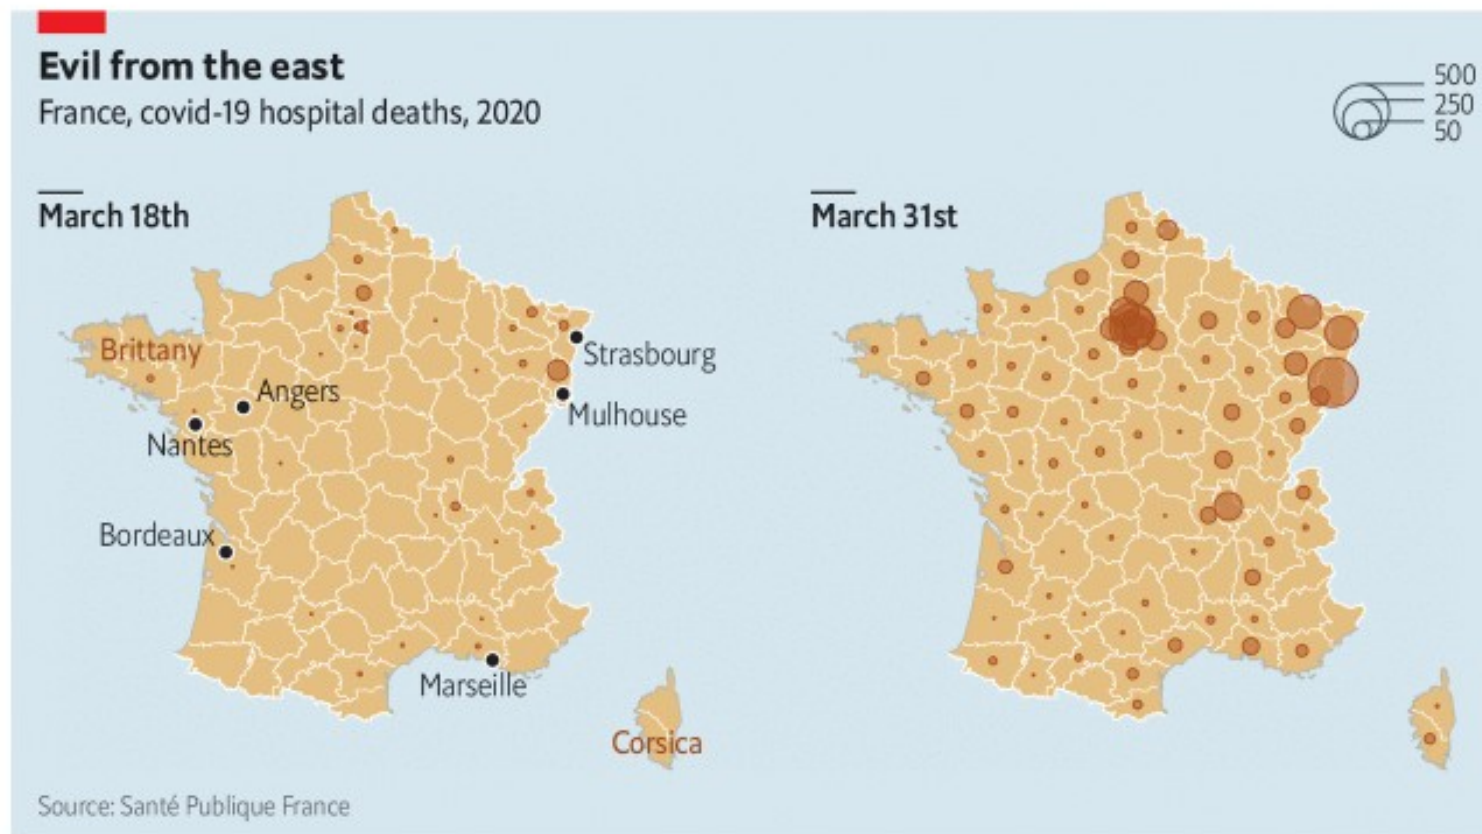 Evil from the east
France, covid-19 hospital deaths, 2020
500
250
50
March 18th
March 31st
Brittany
Strasbourg
Angers
Mulhouse
Nantes
Bordeaux
Marseille
Corsica
Source: Santé Publique France